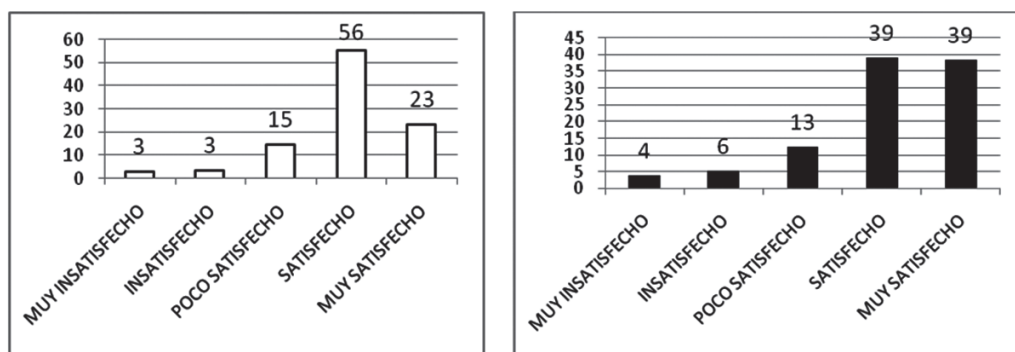 60
50
40
30
20
10
0
3
3
15
56
23
MUY INSATISFECHO
INSATISFECHO
POCO SATISFECHO
SATISFECHO
MUY SATISFECHO
45
40
35
30
25
20
15
10
5
0
4
6
13
39
39
MUY INSATISFECHO
INSATISFECHO
POCO SATISFECHO
SATISFECHO
MUY SATISFECHO